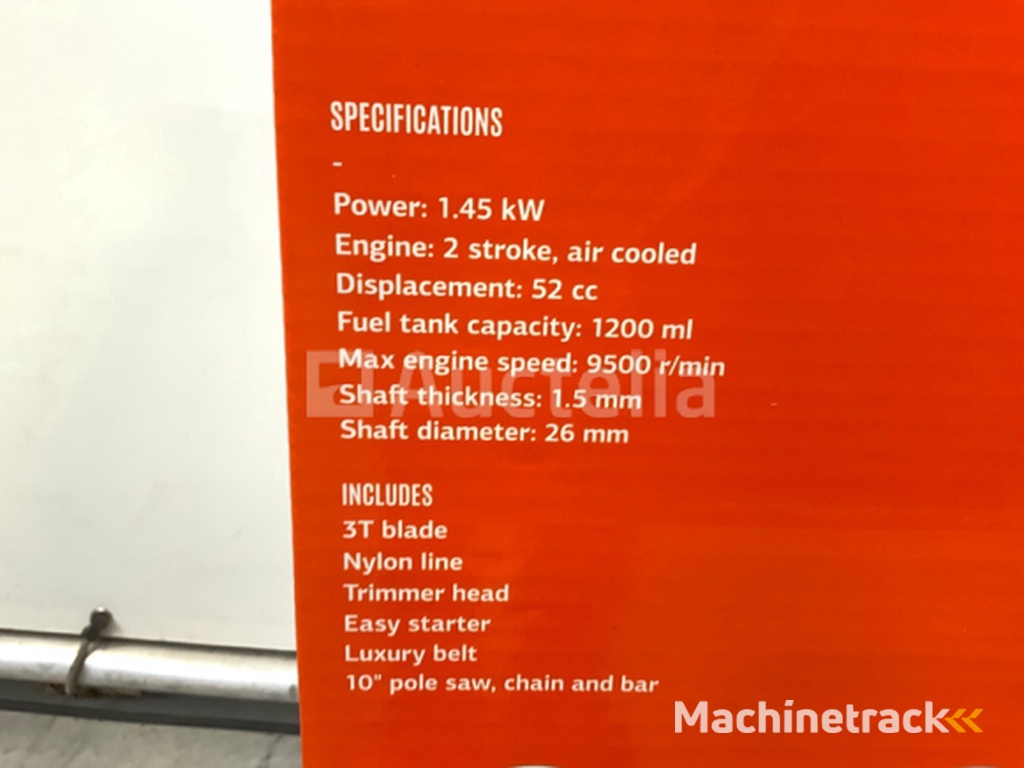 SPECIFICATIONS
-
Power: 1.45 kW
Engine: 2 stroke, air cooled
Displacement: 52 cc
Fuel tank capacity: 1200 ml
Max engine speed: 9500 r/min
Auctelia
Shaft thickness: 1.5 mm
Shaft diameter: 26 mm
INCLUDES
3T blade
Nylon line
Trimmer head
Easy starter
Luxury belt
10" pole saw, chain and bar
Machinetrack